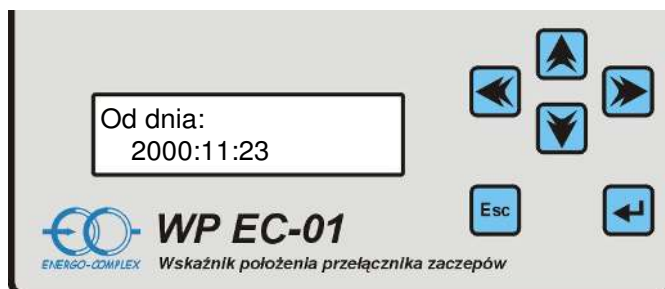 Od dnia:
2000:11:23
Esc
WP EC-01
ENERGO-COMPLEX
Wskaźnik położenia przełącznika zaczepów